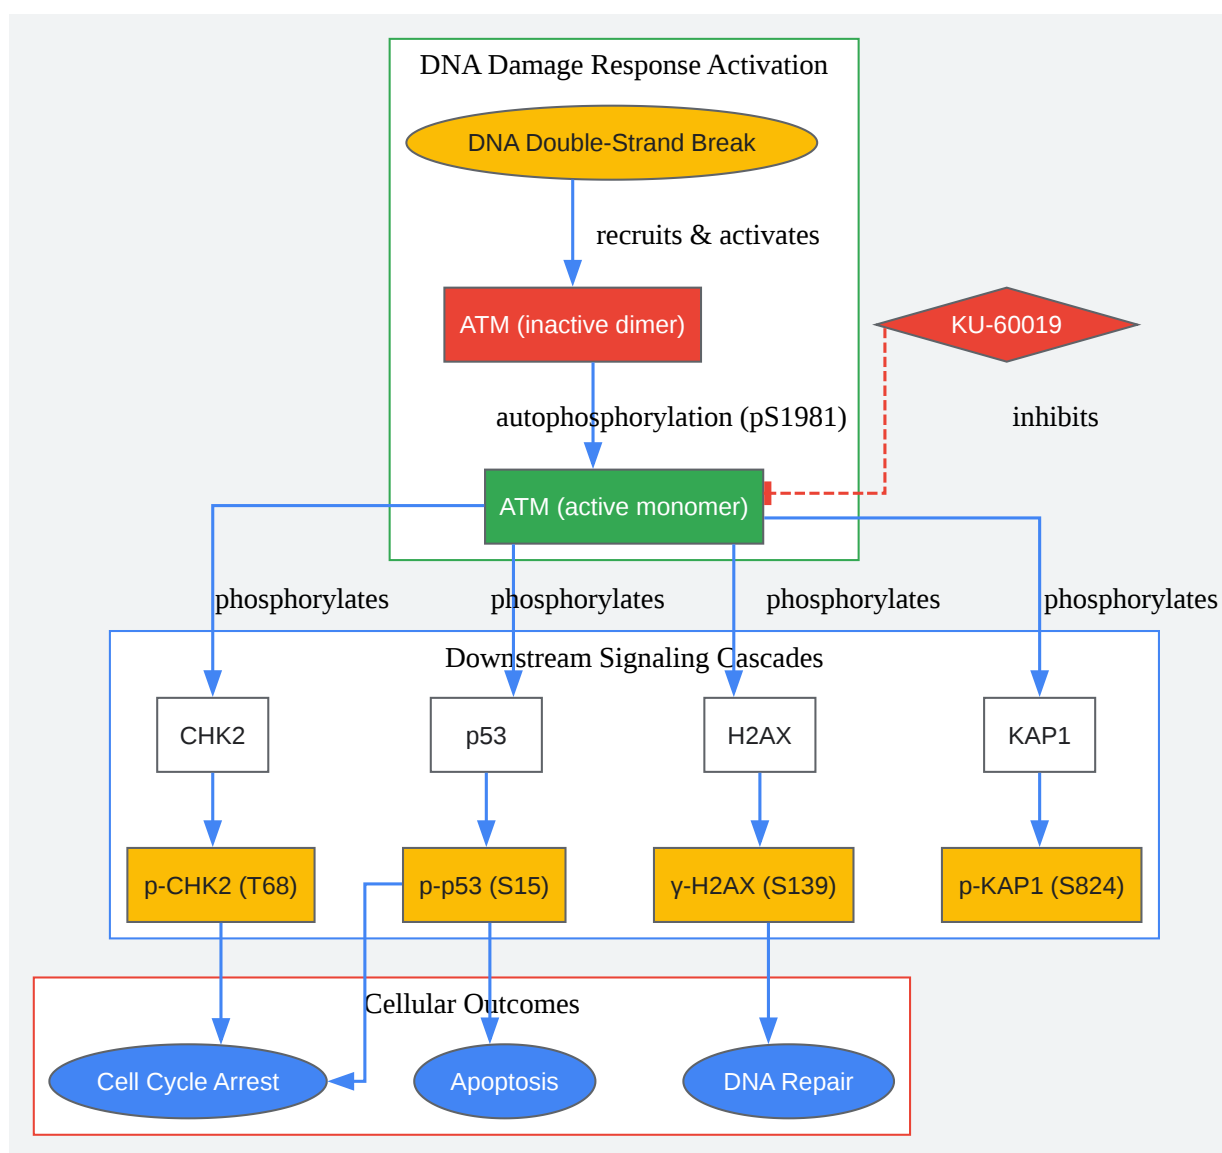 DNA Damage Response Activation
DNA Double-Strand Break
recruits & activates
ATM (inactive dimer)
KU-60019
autophosphorylation (pS1981)
inhibits
ATM (active monomer)
phosphorylates
phosphorylates
phosphorylates
phosphorylates
Downstream Signaling Cascades
CHK2
p53
H2AX
KAP1
p-CHK2 (T68)
p-p53 (S15)
γ-H2AX (S139)
p-KAP1 (S824)
Cellular Outcomes
Cell Cycle Arrest
Apoptosis
DNA Repair